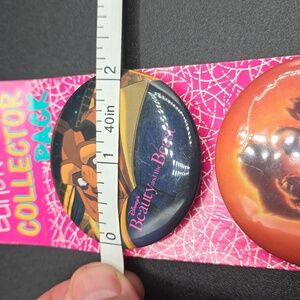 COLLECTOR
PACK
2
40in
1
0
Disney's
Beauty and the Beast